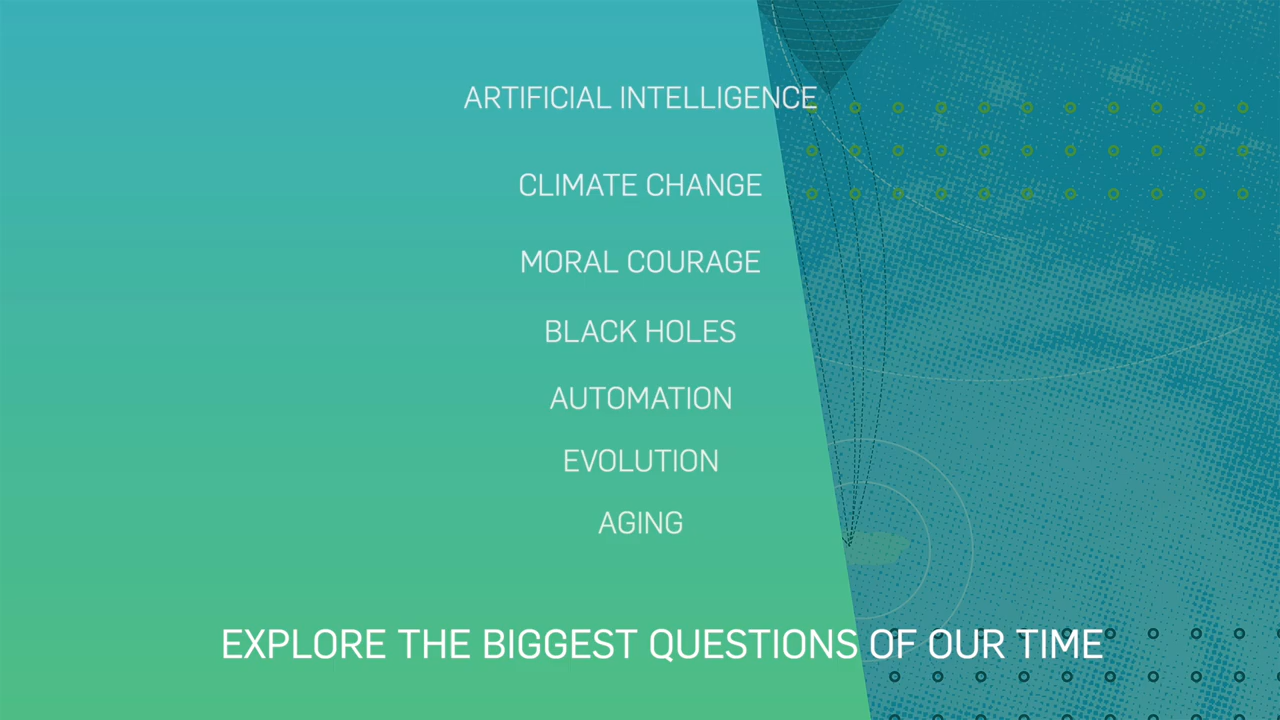 ARTIFICIAL INTELLIGENCE
CLIMATE CHANGE
MORAL COURAGE
BLACK HOLES
AUTOMATION
EVOLUTION
AGING
EXPLORE THE BIGGEST QUESTIONS OF OUR TIME